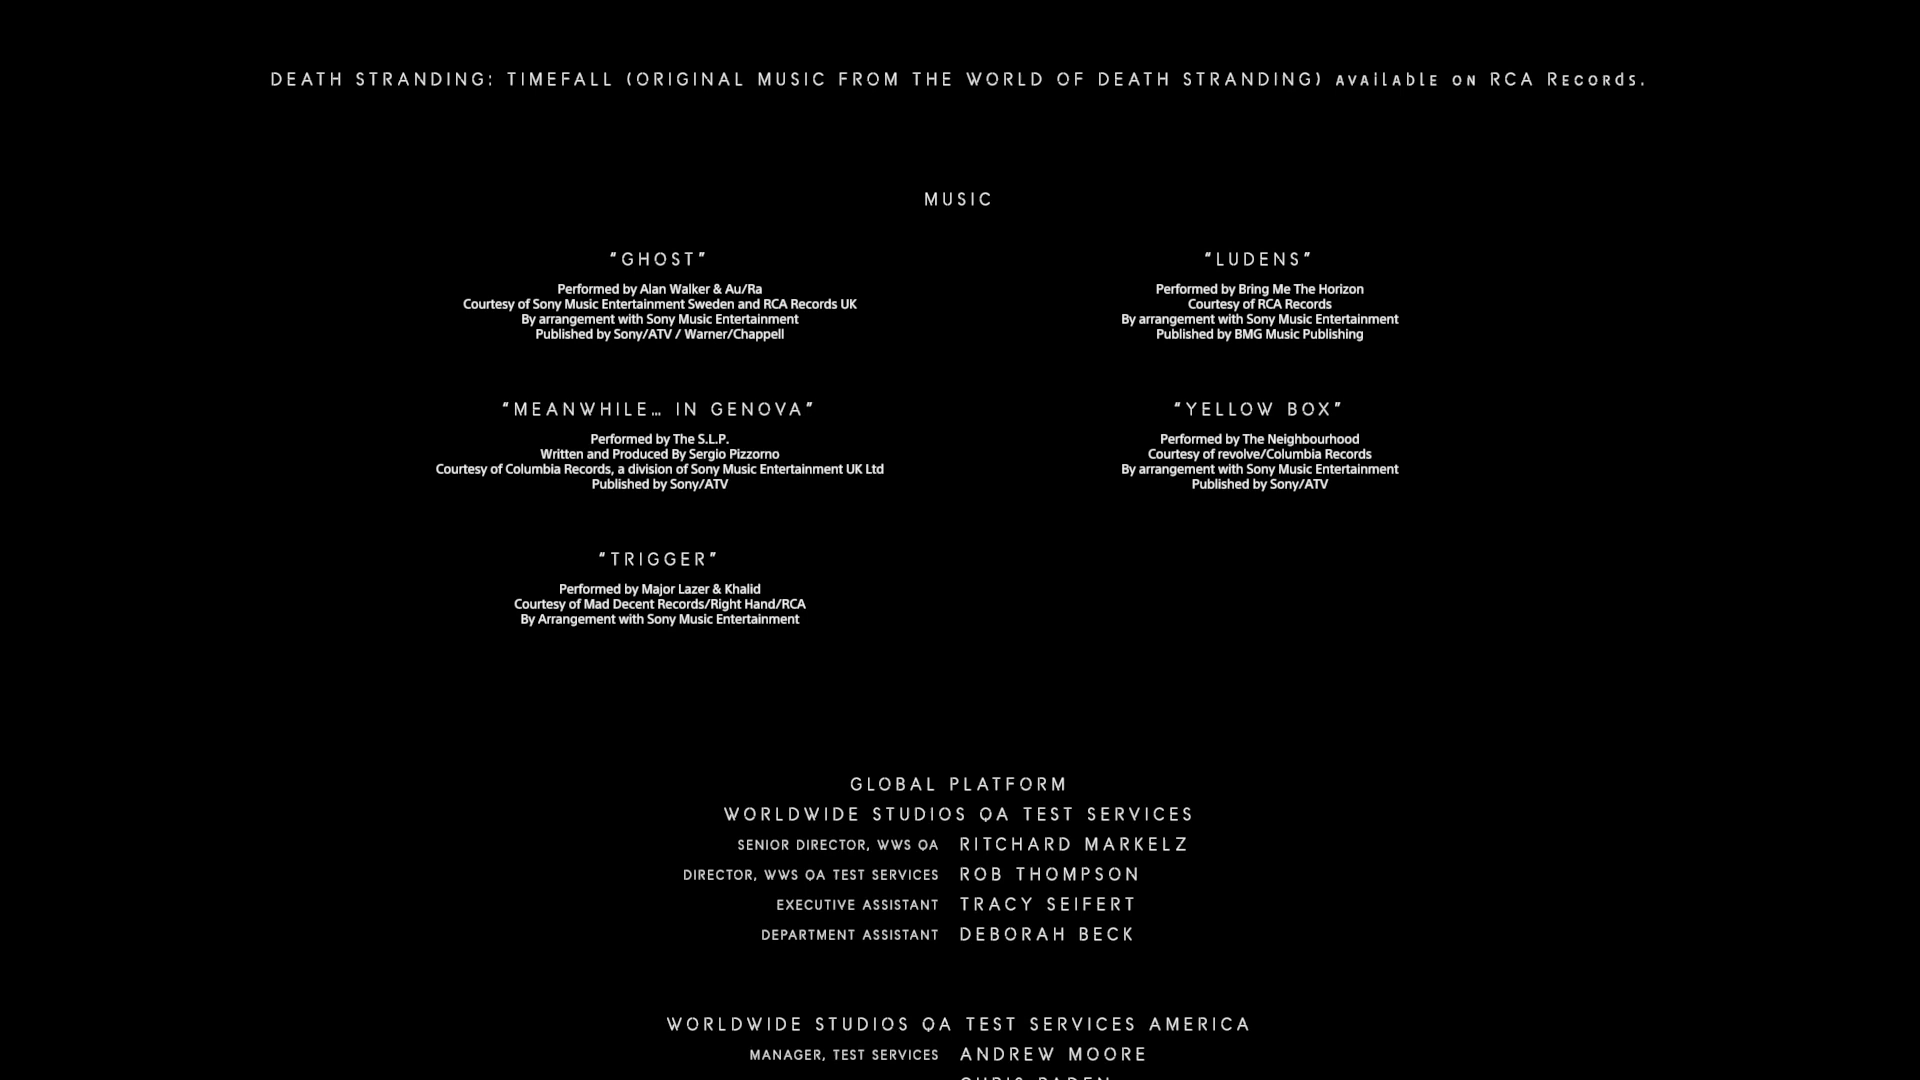 DEATH STRANDING: TIMEFALL (ORIGINAL MUSIC FROM THE WORLD OF DEATH STRANDING) AVAiLAbLE ON RCA RECORdS.
MUSIC
“GHOST”
Performed by Alan Walker & Au/Ra
Courtesy of Sony Music Entertainment Sweden and RCA Records UK
By arrangement with Sony Music Entertainment
Published by Sony/ATV / Warner/Chappell
“LUDENS”
Performed by Bring Me The Horizon
Courtesy of RCA Records
By arrangement with Sony Music Entertainment
Published by BMG Music Publishing
“MEANWHILE… IN GENOVA”
Performed by The S.L.P.
Written and Produced By Sergio Pizzorno
Courtesy of Columbia Records, a division of Sony Music Entertainment UK Ltd
Published by Sony/ATV
“YELLOW BOX”
Performed by The Neighbourhood
Courtesy of revolve/Columbia Records
By arrangement with Sony Music Entertainment
Published by Sony/ATV
“TRIGGER”
Performed by Major Lazer & Khalid
Courtesy of Mad Decent Records/Right Hand/RCA
By Arrangement with Sony Music Entertainment
GLOBAL PLATFORM
WORLDWIDE STUDIOS QA TEST SERVICES
SENIOR DIRECTOR, WWS QA RITCHARD MARKELZ
DIRECTOR, WWS QA TEST SERVICES ROB THOMPSON
EXECUTIVE ASSISTANT TRACY SEIFERT
DEPARTMENT ASSISTANT DEBORAH BECK
WORLDWIDE STUDIOS QA TEST SERVICES AMERICA
MANAGER, TEST SERVICES ANDREW MOORE